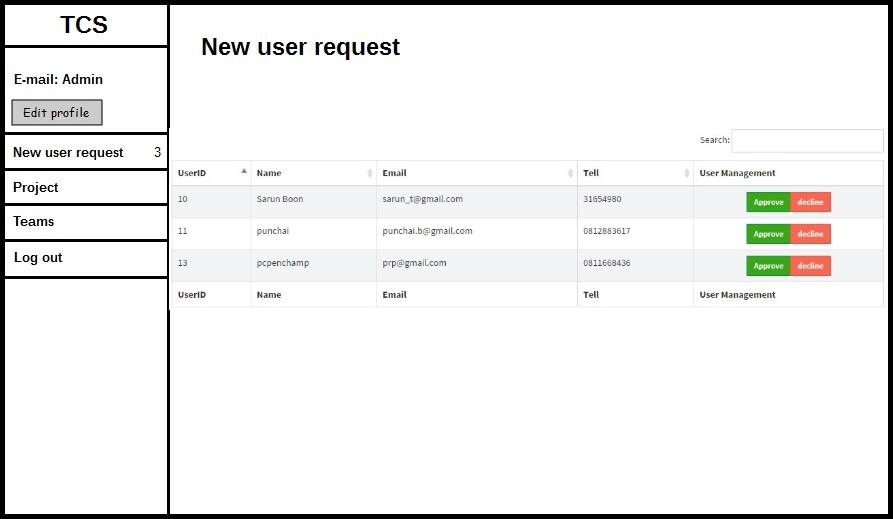 TCS
E-mail: Admin
Edit profile
New user request 3
Project
Teams
Log out
New user request
Search:
UserID Name Email Tell User Management
10 Sarun Boon sarun_t@gmail.com 31654980 Approve decline
11 punchai punchai.b@gmail.com 0812883617 Approve decline
13 pcpenchamp prp@gmail.com 0811668436 Approve decline
UserID Name Email Tell User Management